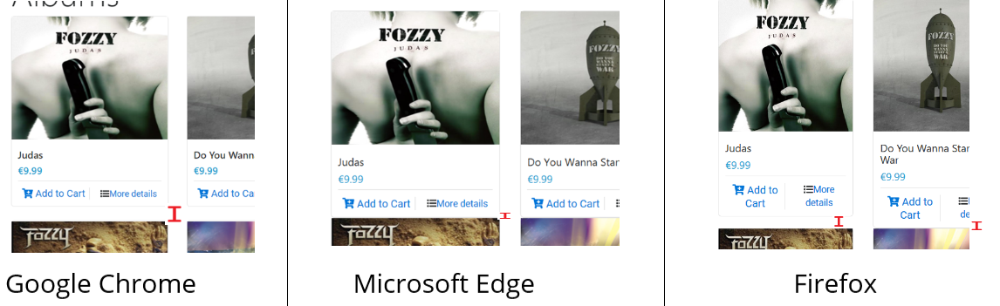 Albums
FOZZY
JUDAS
Judas
€9.99
Add to Cart
More details
Do You Wann
€9.99
Add to Ca
FOZZY
Google Chrome
FOZZY
JUDAS
FOZZY
DO YOU
WANNA
START A
WAR
Judas
€9.99
Add to Cart
More details
Do You Wanna Star
€9.99
Add to Cart
FOZZY
Microsoft Edge
FOZZY
JUDAS
FOZZY
DO YOU
WANNA
START A
WAR
Judas
€9.99
Add to
Cart
More
details
Do You Wanna Star
War
€9.99
Add to
Cart
de
FOZZY
Firefox